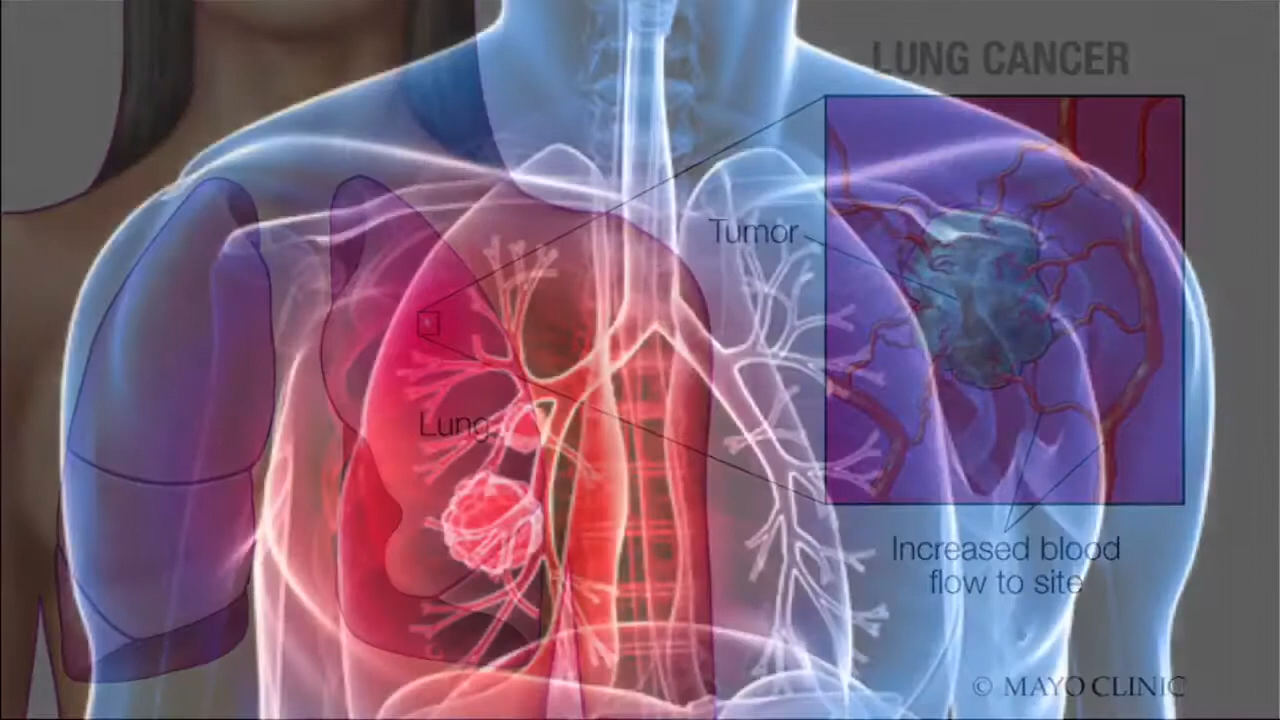 LUNG CANCER
Tumor
Lung
Increased blood
flow to site
© MAYO CLINIC